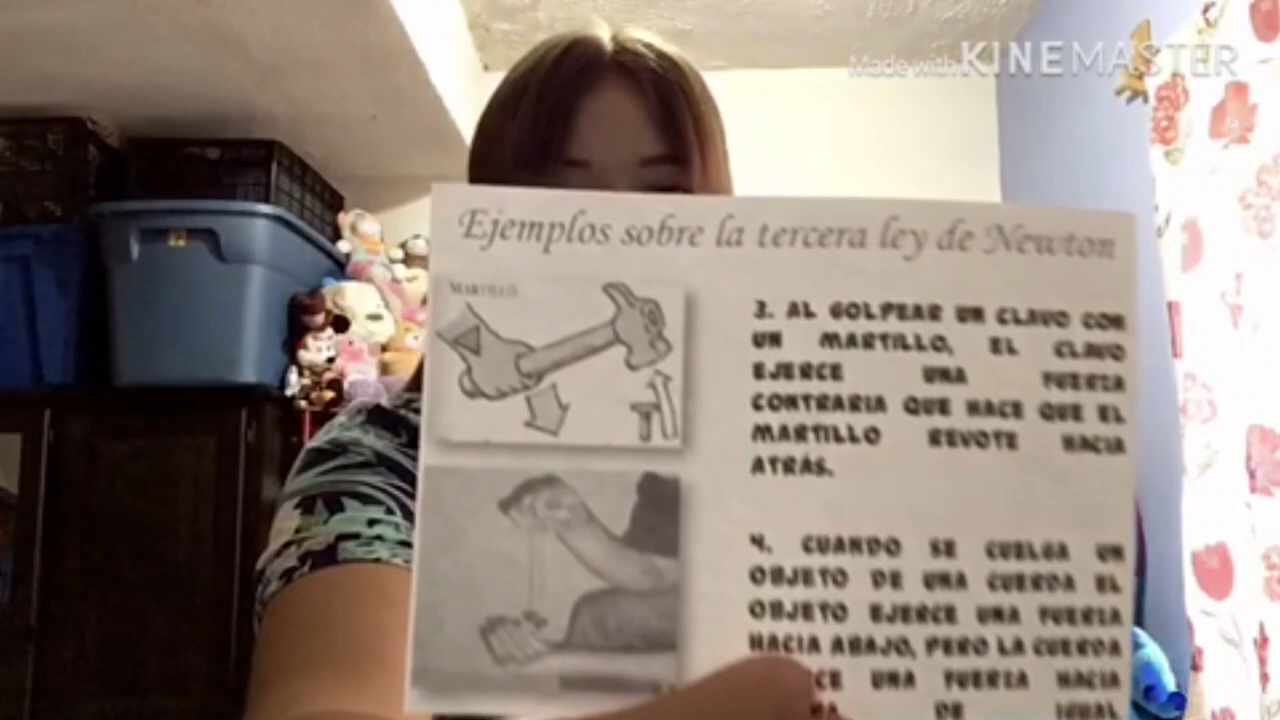 Made with KINEMASTER
Ejemplos sobre la tercera ley de Newton
MARTILLO
3. AL GOLPEAR UN CLAVO CON
UN MARTILLO, EL CLAVO
EJERCE UNA FUERZA
CONTRARIA QUE HACE QUE EL
MARTILLO REVOTE HACIA
ATRÁS.
4. CUANDO SE CUELGA UN
OBJETO DE UNA CUERDA EL
OBJETO EJERCE UNA FUERZA
HACIA ABAJO, PERO LA CUERDA
UNA FUERZA HACIA
DE IGUAL